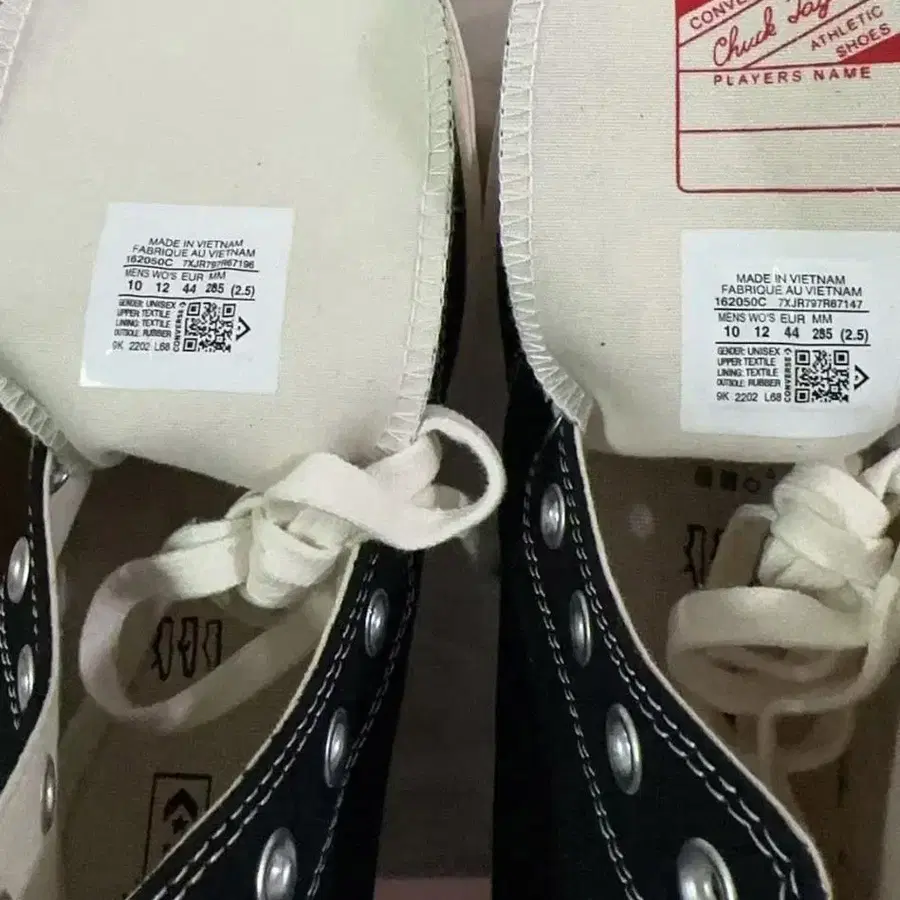 MADE IN VIETNAM
FABRIQUE AU VIETNAM
162050C 7XJR797R67196
MENS WO'S EUR MM
10 12 44 285 (2.5)
GENDER: UNISEX
UPPER: TEXTILE
LINING: TEXTILE
OUTSOLE: RUBBER
CONVERSE
9K 2202 L68
Chuck Tay
ATHLETIC
SHOES
PLAYERS NAME
MADE IN VIETNAM
FABRIQUE AU VIETNAM
162050C 7XJR797R67147
MENS WO'S EUR MM
10 12 44 285 (2.5)
GENDER: UNISEX
UPPER: TEXTILE
LINING: TEXTILE
OUTSOLE: RUBBER
CONVERSE
9K 2202 L68